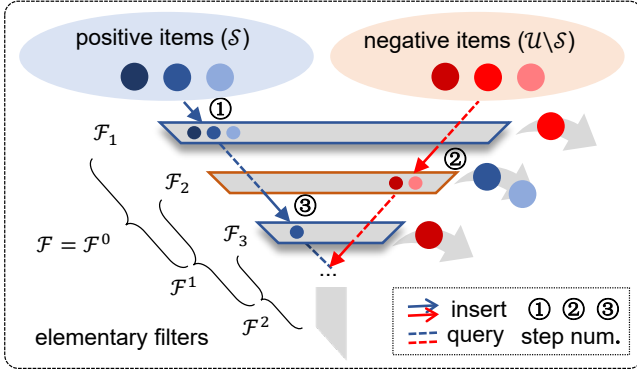 positive items (𝒮)
negative items (𝒰\𝒮)
①
ℱ₁
②
ℱ₂
③
ℱ₃
ℱ = ℱ⁰
...
ℱ¹
ℱ²
elementary filters
insert ① ② ③
query step num.